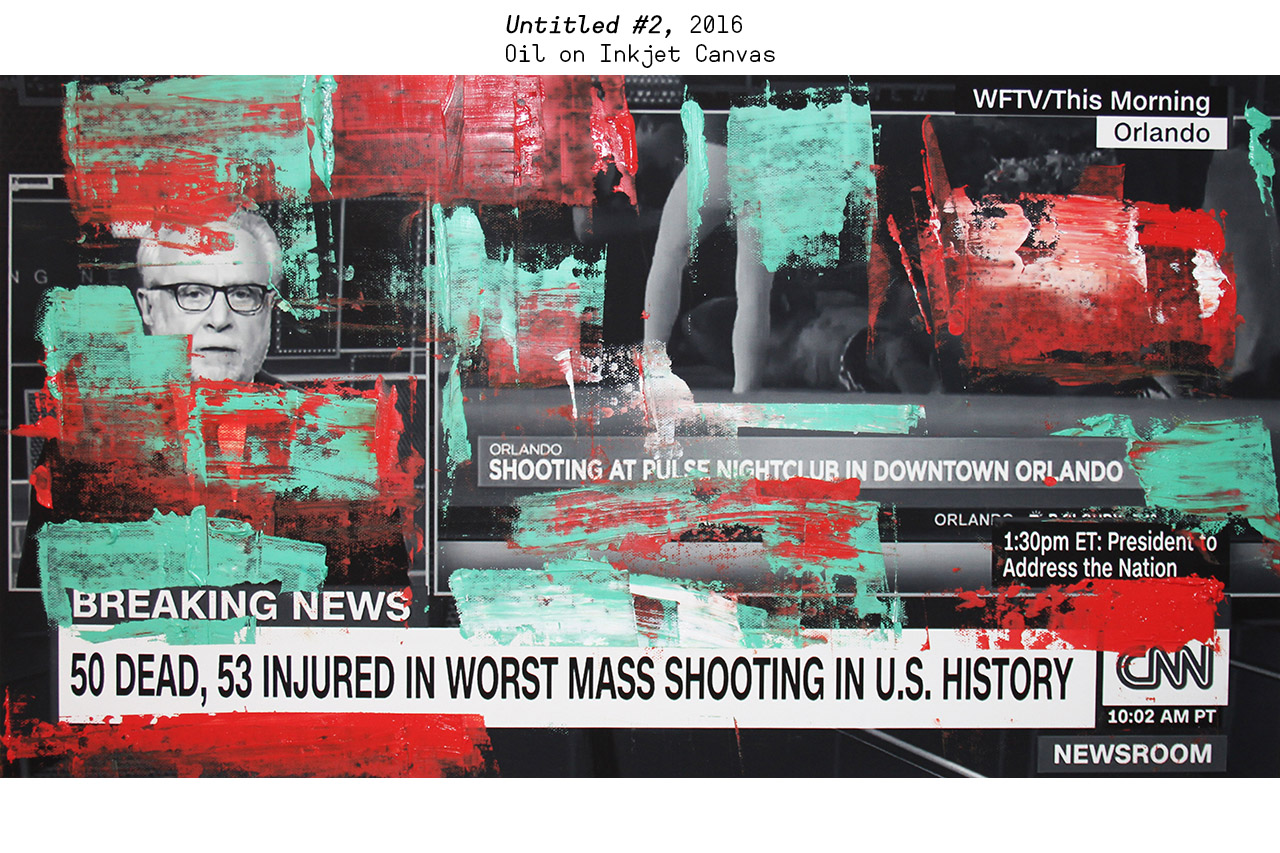 Untitled #2, 2016
Oil on Inkjet Canvas
WFTV/This Morning
Orlando
ORLANDO
SHOOTING AT PULSE NIGHTCLUB IN DOWNTOWN ORLANDO
ORLANDO
1:30pm ET: President to
Address the Nation
BREAKING NEWS
50 DEAD, 53 INJURED IN WORST MASS SHOOTING IN U.S. HISTORY
CNN
10:02 AM PT
NEWSROOM